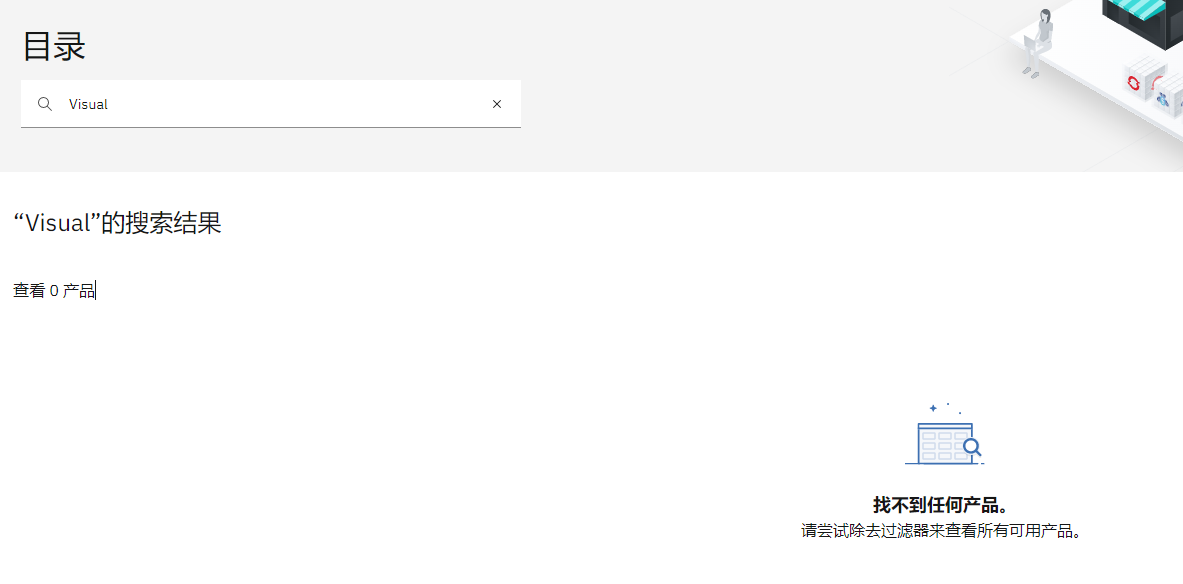 目录
Visual
“Visual”的搜索结果
查看 0 产品
找不到任何产品。
请尝试除去过滤器来查看所有可用产品。